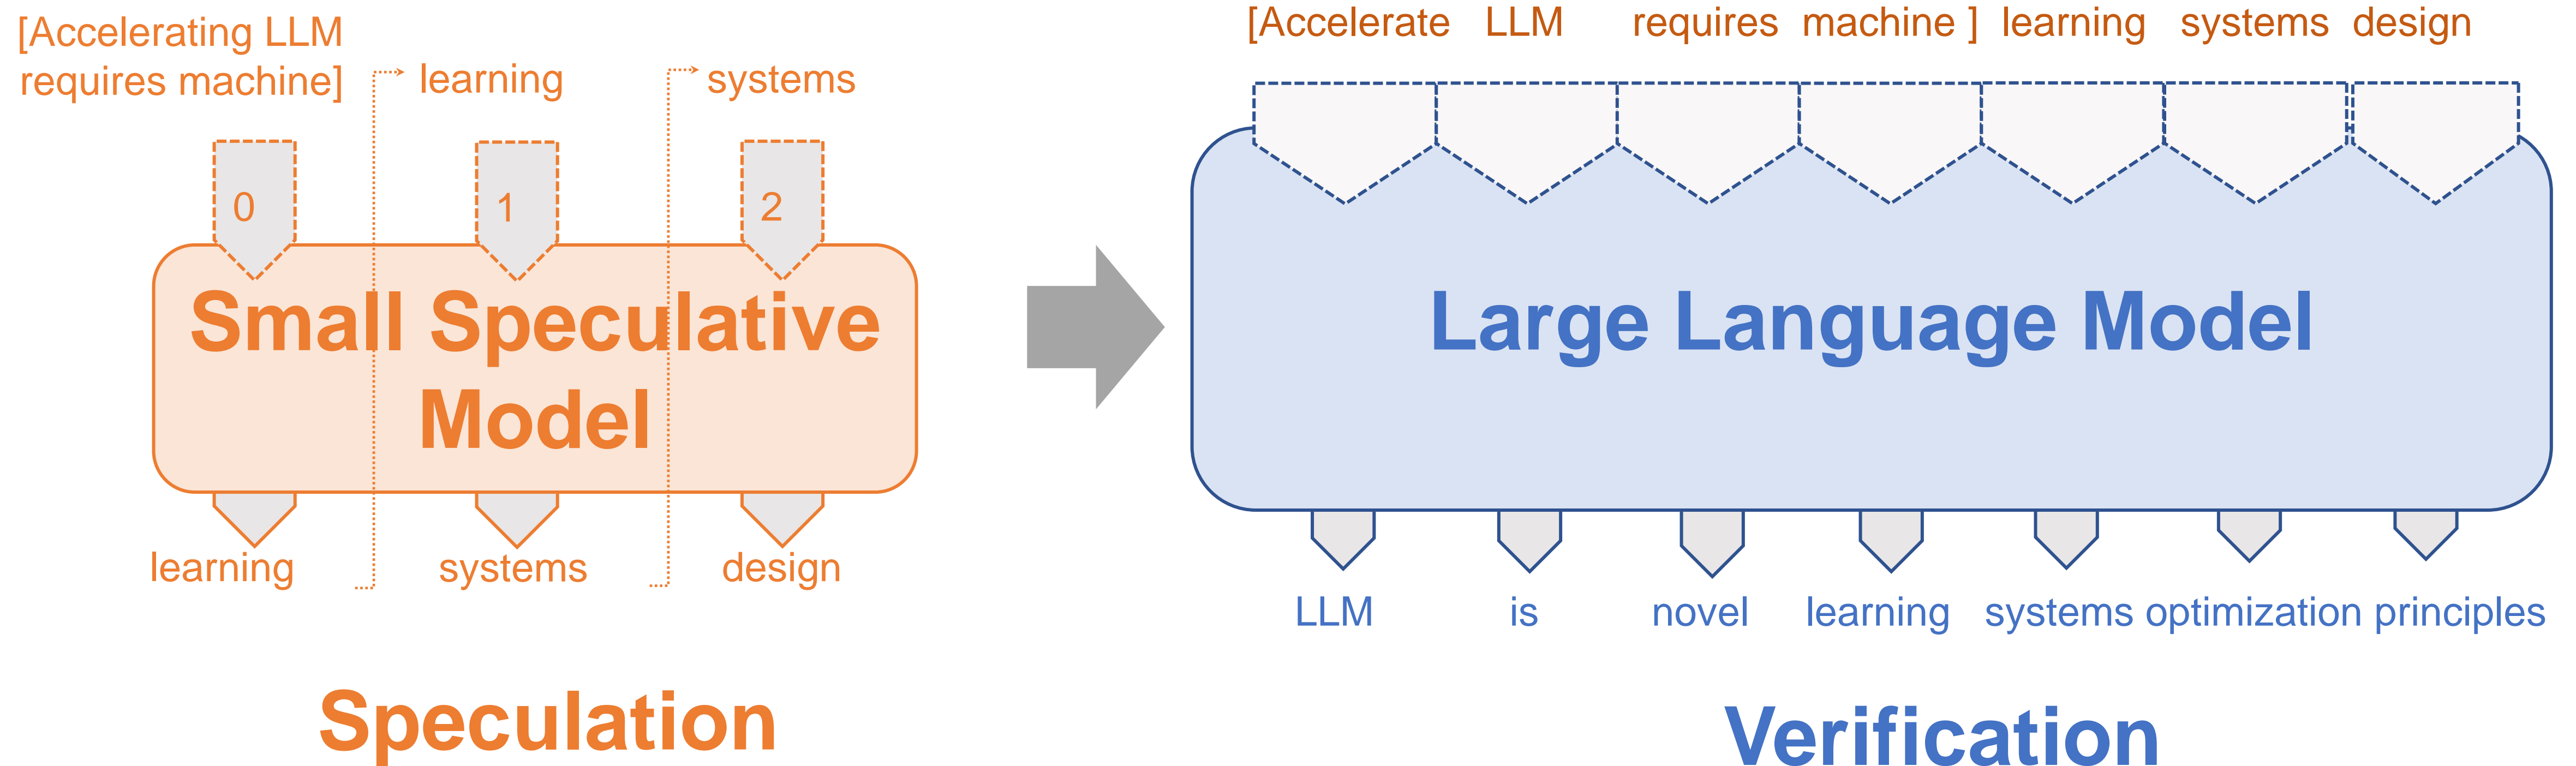 [Accelerating LLM
requires machine]
learning
systems
0
1
2
Small Speculative
Model
learning
systems
design
Speculation
[Accelerate LLM requires machine ] learning systems design
Large Language Model
LLM is novel learning systems optimization principles
Verification